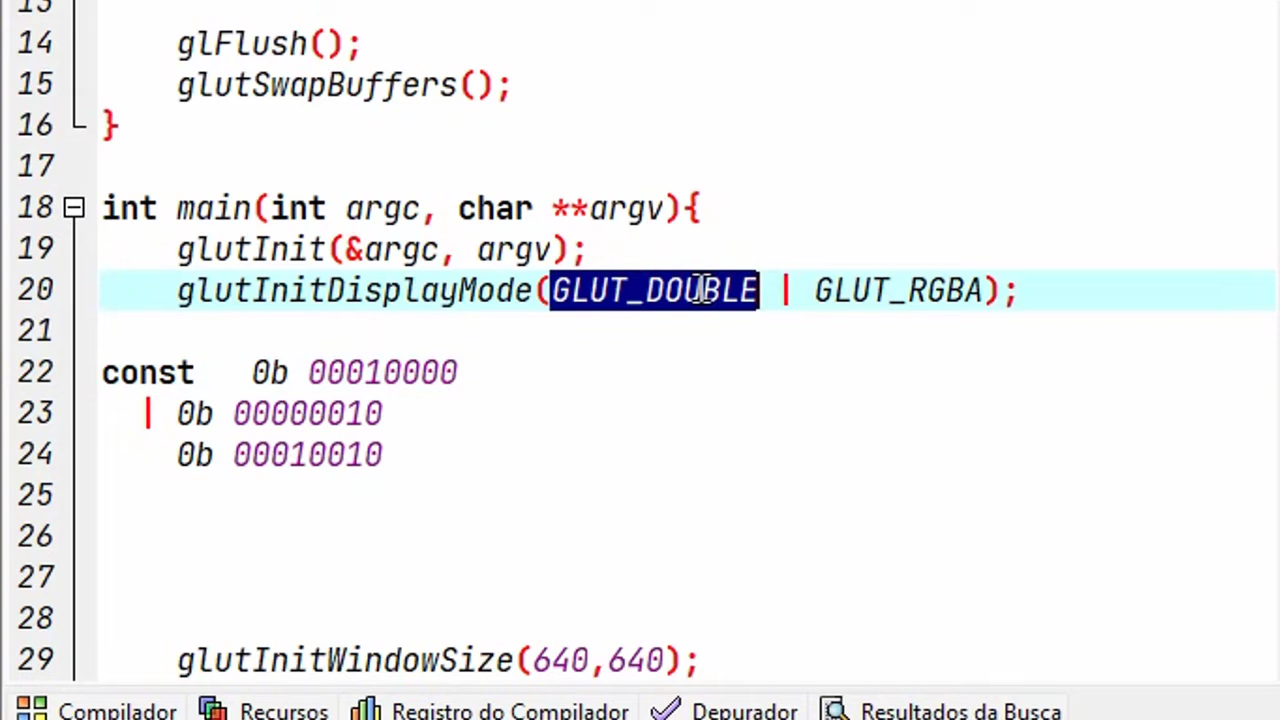 13
14 glFlush();
15 glutSwapBuffers();
16 }
17
18 int main(int argc, char **argv){
19 glutInit(&argc, argv);
20 glutInitDisplayMode(GLUT_DOUBLE | GLUT_RGBA);
21
22 const 0b 00010000
23 | 0b 00000010
24 0b 00010010
25
26
27
28
29 glutInitWindowSize(640,640);
Compilador Recursos Registro do Compilador Depurador Resultados da Busca